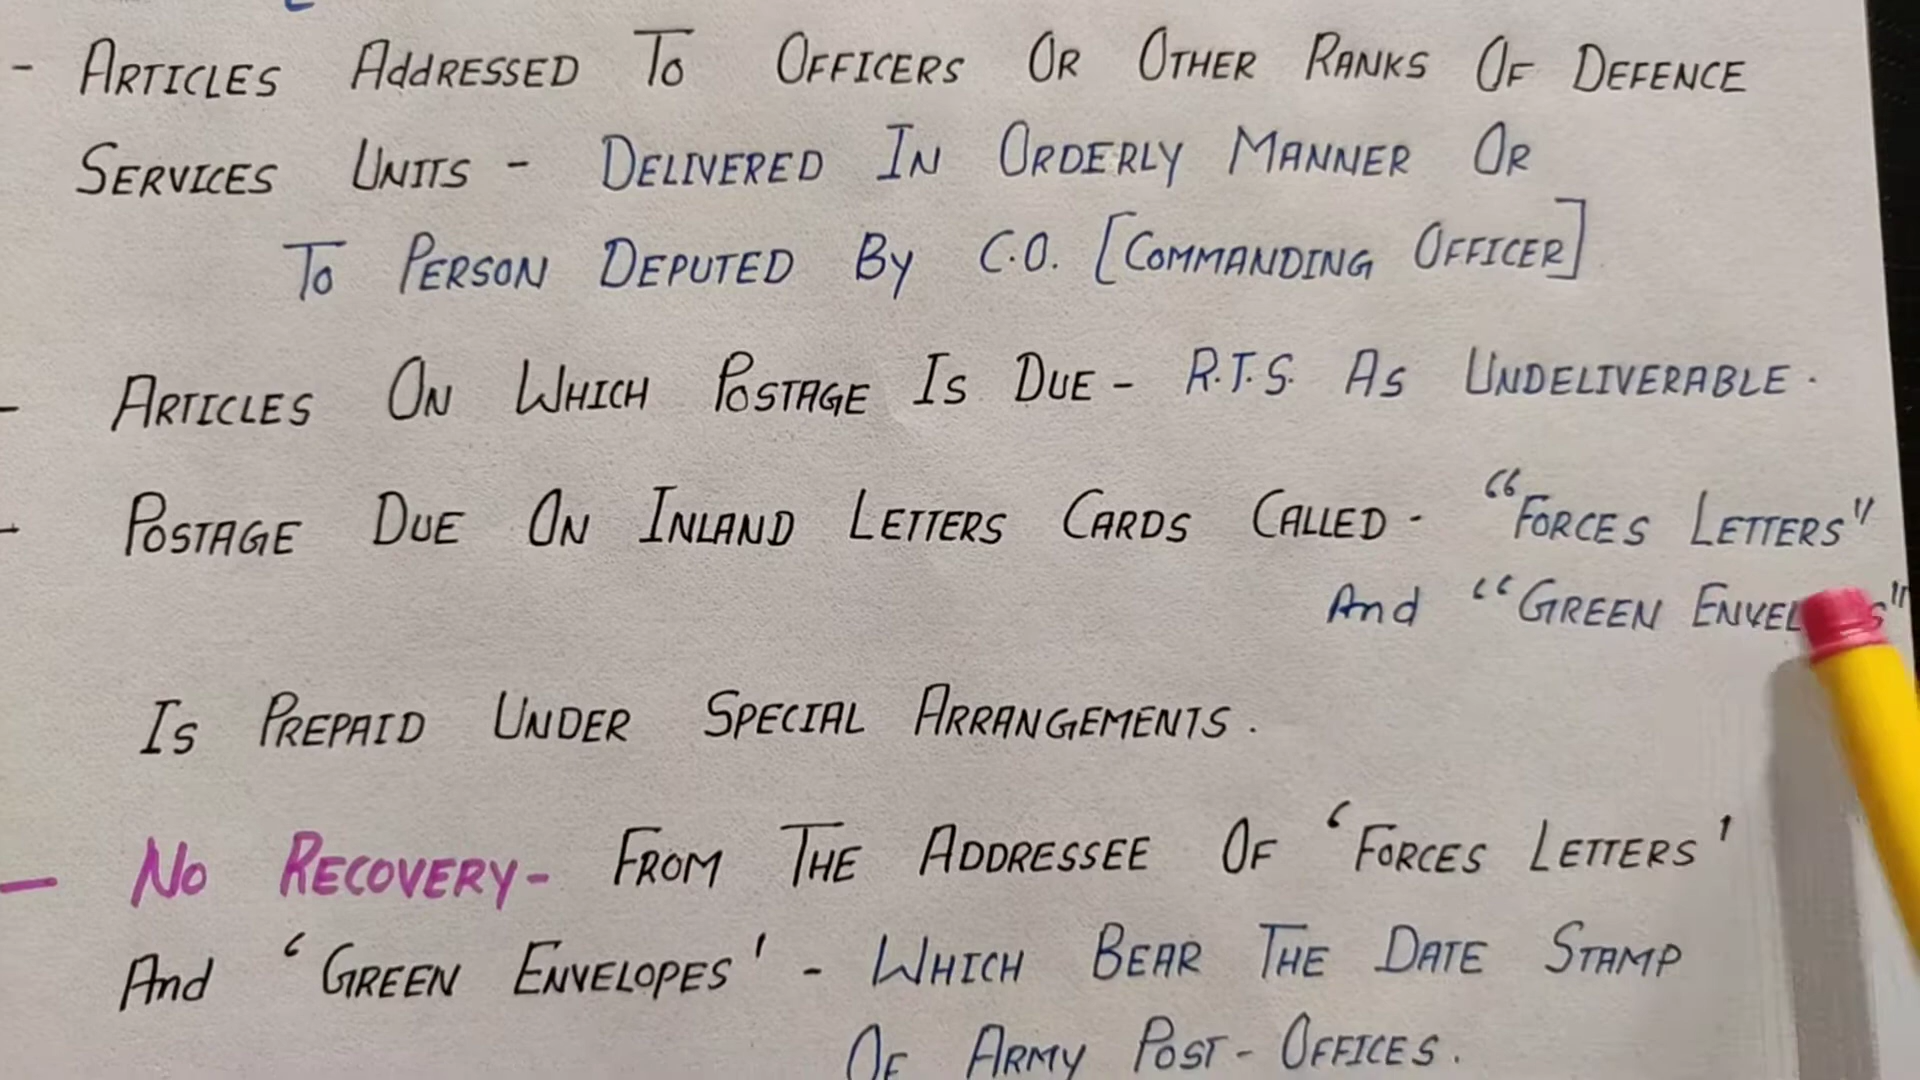 - ARTICLES AddRESSED TO OFFICERS OR OTHER RANKS OF DEFENCE
SERVICES UNITS - DELIVERED IN ORDERLY MANNER OR
TO PERSON DEPUTED By C.O. [COMMANDING OFFICER]
- ARTICLES ON WHICH POSTAGE IS DUE - R.T.S. AS UNDELIVERABLE.
- POSTAGE DUE ON INLAND LETTERS CARDS CALLED - "FORCES LETTERS"
And "GREEN
IS PREPAID UNDER SPECIAL ARRANGEMENTS.
- NO RECOVERY - FROM THE ADDRESSEE OF 'FORCES LETTERS'
And 'GREEN ENVELOPES' - WHICH BEAR THE DATE STAMP
OF ARMY POST-OFFICES.